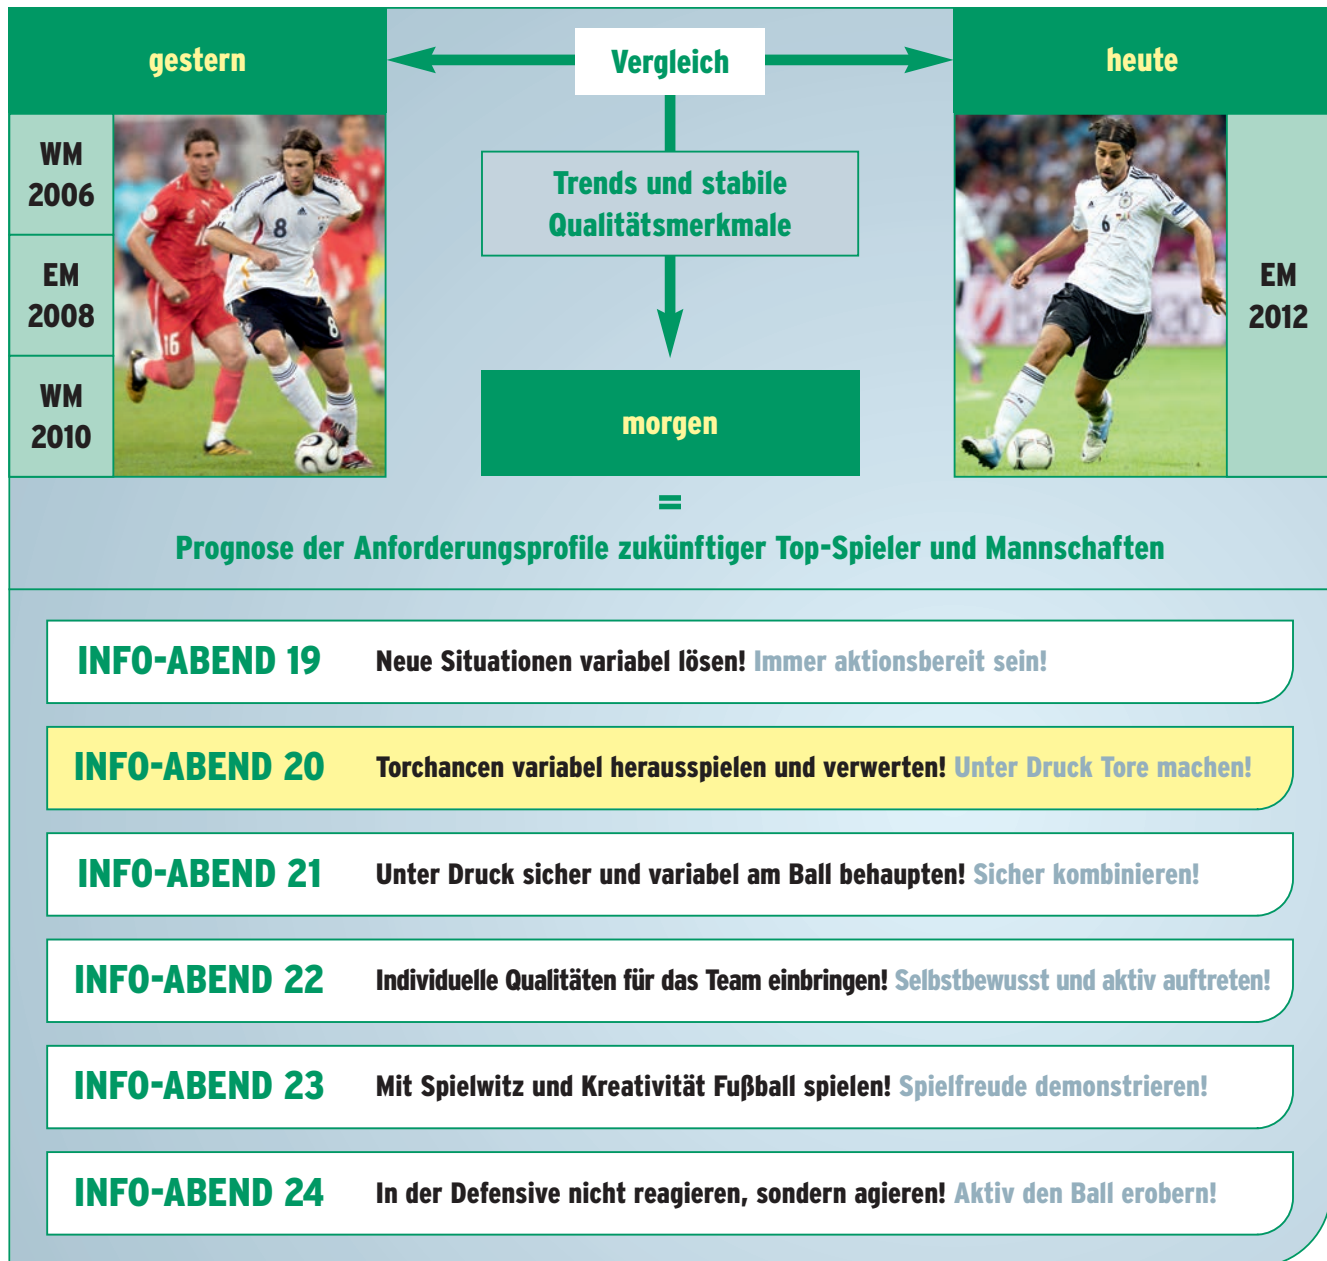 gestern
Vergleich
heute
WM
2006
EM
2008
WM
2010
8
8
16
Trends und stabile
Qualitätsmerkmale
6
6
EM
2012
morgen
=
Prognose der Anforderungsprofile zukünftiger Top-Spieler und Mannschaften
INFO-ABEND 19 Neue Situationen variabel lösen! Immer aktionsbereit sein!
INFO-ABEND 20 Torchancen variabel herausspielen und verwerten! Unter Druck Tore machen!
INFO-ABEND 21 Unter Druck sicher und variabel am Ball behaupten! Sicher kombinieren!
INFO-ABEND 22 Individuelle Qualitäten für das Team einbringen! Selbstbewusst und aktiv auftreten!
INFO-ABEND 23 Mit Spielwitz und Kreativität Fußball spielen! Spielfreude demonstrieren!
INFO-ABEND 24 In der Defensive nicht reagieren, sondern agieren! Aktiv den Ball erobern!